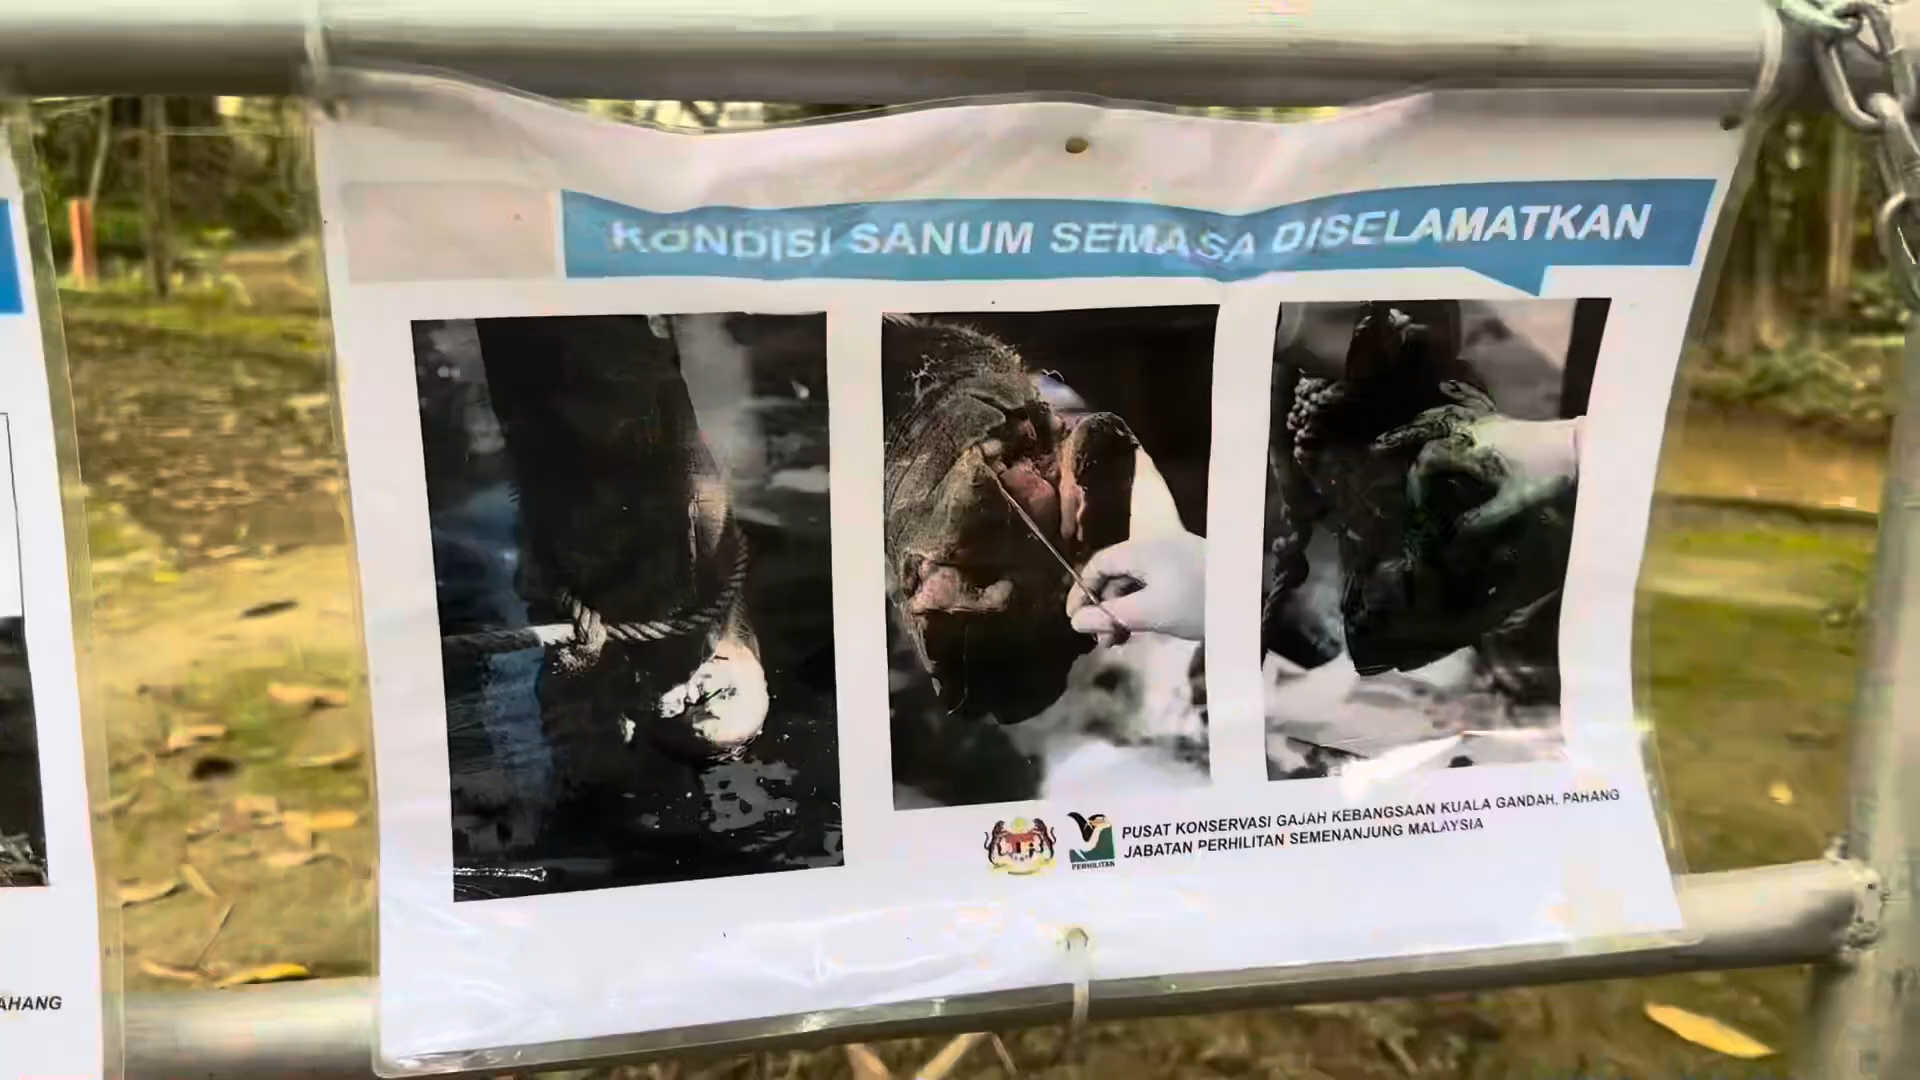 KONDISI SANUM SEMASA DISELAMATKAN
PERHILITAN
PUSAT KONSERVASI GAJAH KEBANGSAAN KUALA GANDAH, PAHANG
JABATAN PERHILITAN SEMENANJUNG MALAYSIA
AHANG